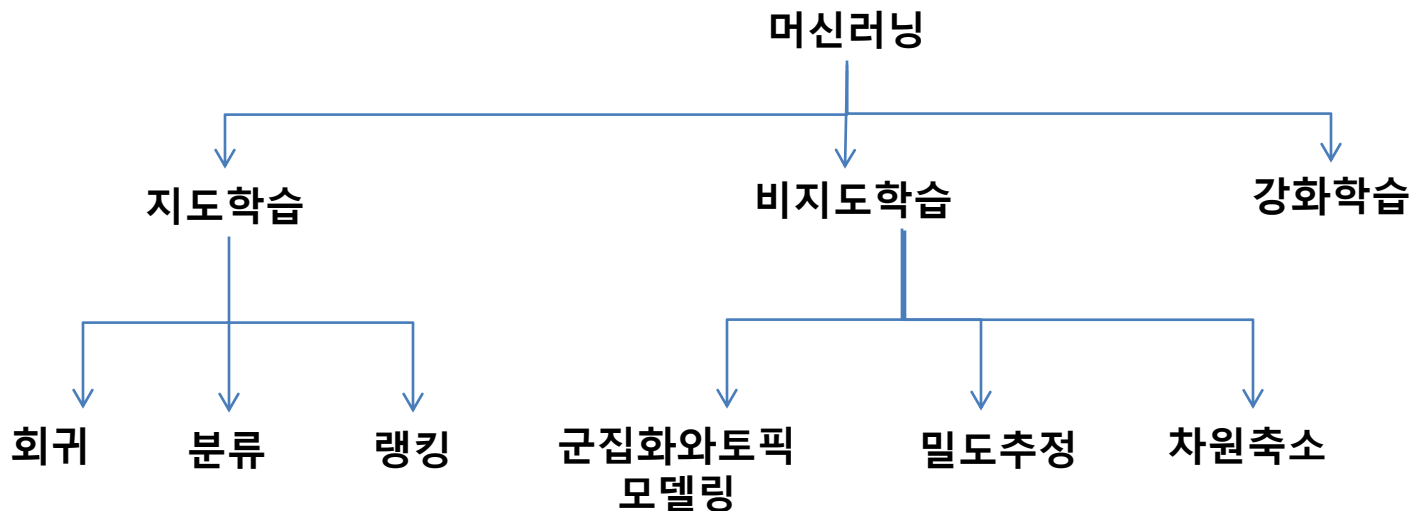 머신러닝
지도학습
비지도학습
강화학습
회귀
분류
랭킹
군집화와토픽
모델링
밀도추정
차원축소